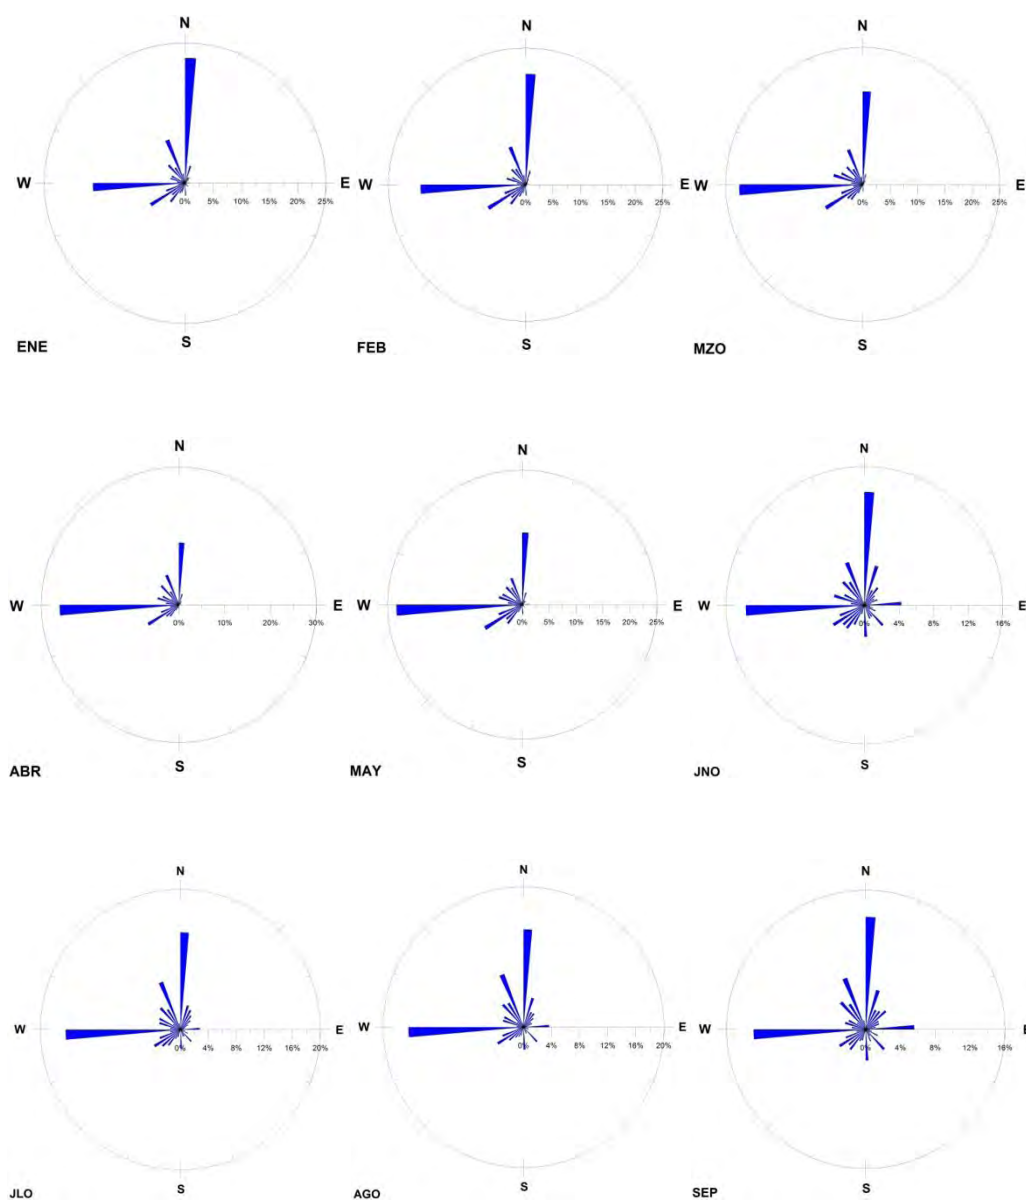 N N N
W E W E W E
0% 5% 10% 15% 20% 25% 0% 5% 10% 15% 20% 25% 0% 5% 10% 15% 20% 25%
S S S
ENE FEB MZO
N N N
W E W E W E
0% 10% 20% 30% 0% 5% 10% 15% 20% 25% 0% 4% 8% 12% 16%
S S S
ABR MAY JNO
N N N
W E W E W E
0% 4% 8% 12% 16% 20% 0% 4% 8% 12% 16% 20% 0% 4% 8% 12% 16%
S S S
JLO AGO SEP